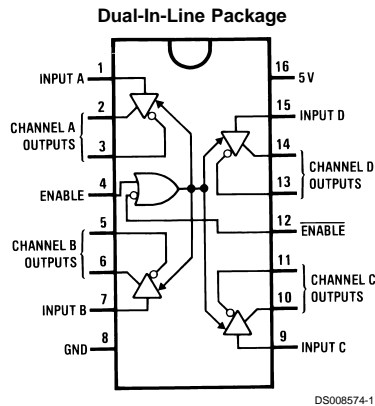 Dual-In-Line Package
INPUT A
1
2
CHANNEL A
OUTPUTS
3
4
ENABLE
5
CHANNEL B
OUTPUTS
6
7
INPUT B
8
GND
16
5 V
15
INPUT D
14
CHANNEL D
OUTPUTS
13
12
ENABLE
11
CHANNEL C
OUTPUTS
10
9
INPUT C
DS008574-1